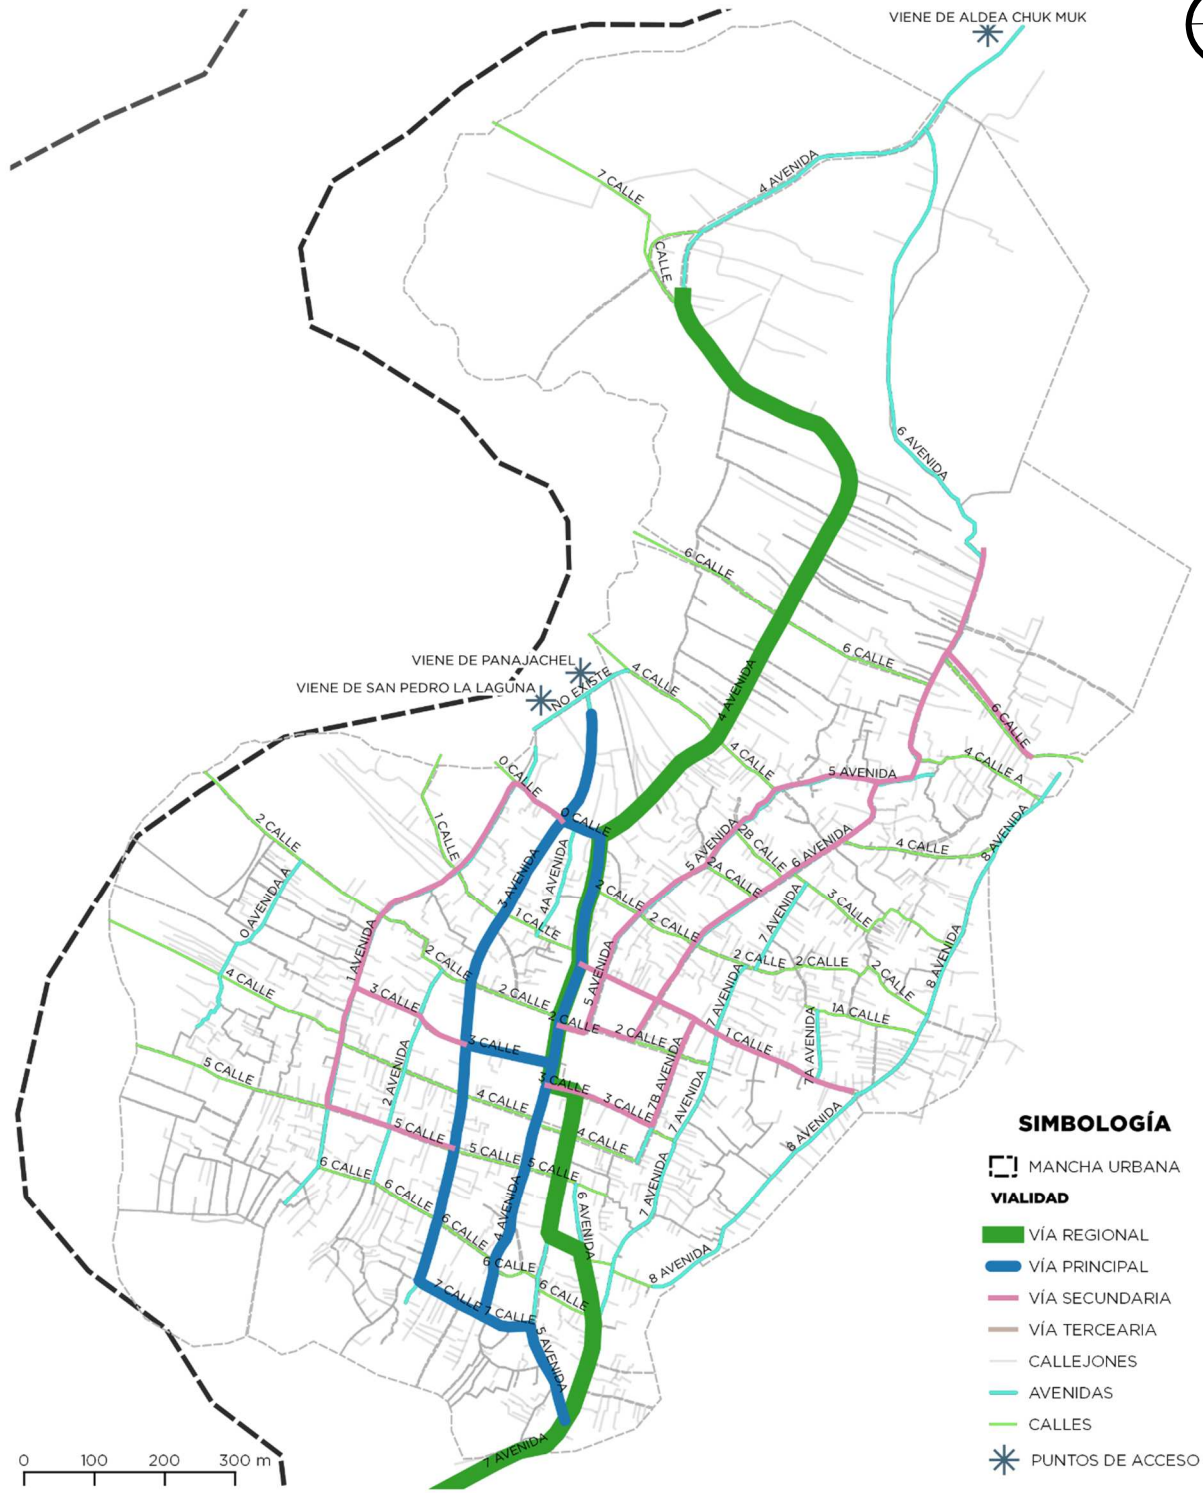 VIENE DE ALDEA CHUK MUK
4 AVENIDA
7 CALLE
CALLE
6 AVENIDA
6 CALLE
6 CALLE
VIENE DE PANAJACHEL
VIENE DE SAN PEDRO LA LAGUNA
NO EXISTE
4 CALLE
4 AVENIDA
6 CALLE
4 CALLE
5 AVENIDA
4 CALLE A
0 CALLE
0 CALLE
1 CALLE
2 CALLE
8 AVENIDA
5 AVENIDA
2B CALLE
6 AVENIDA
4 CALLE
3 AVENIDA
4A AVENIDA
2A CALLE
0 AVENIDA A
2 CALLE
3 CALLE
1 CALLE
2 CALLE
7 AVENIDA
1 AVENIDA
8 AVENIDA
2 CALLE
2 CALLE
2 CALLE
2 CALLE
4 CALLE
5 AVENIDA
3 CALLE
2 CALLE
7 AVENIDA
1A CALLE
2 CALLE
2 CALLE
1 CALLE
7A AVENIDA
3 CALLE
5 CALLE
2 AVENIDA
3 CALLE
7B AVENIDA
4 CALLE
3 CALLE
7 AVENIDA
5 CALLE
4 CALLE
8 AVENIDA
5 CALLE
5 CALLE
6 CALLE
6 CALLE
4 AVENIDA
6 AVENIDA
7 AVENIDA
6 CALLE
6 CALLE
8 AVENIDA
7 CALLE
7 CALLE
6 CALLE
5 AVENIDA
7 AVENIDA
0 100 200 300 m
SIMBOLOGÍA
MANCHA URBANA
VIALIDAD
VÍA REGIONAL
VÍA PRINCIPAL
VÍA SECUNDARIA
VÍA TERCEARIA
CALLEJONES
AVENIDAS
CALLES
PUNTOS DE ACCESO